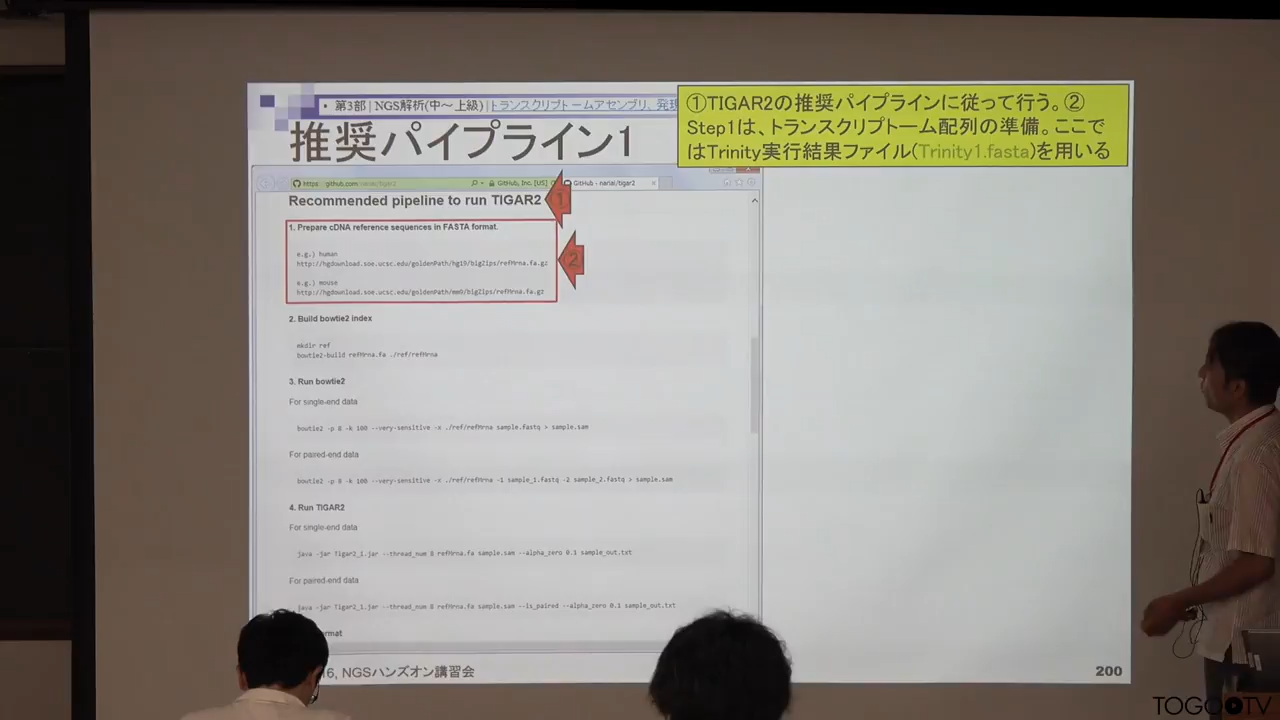 • 第3部 | NGS解析(中～上級) | トランスクリプトームアセンブリ、発現
推奨パイプライン1
①TIGAR2の推奨パイプラインに従って行う。②
Step1は、トランスクリプトーム配列の準備。ここで
はTrinity実行結果ファイル(Trinity1.fasta)を用いる
https://github.com/nariai/tigar2
GitHub, Inc. [US]
GitHub - nariai/tigar2
Recommended pipeline to run TIGAR2
1
1. Prepare cDNA reference sequences in FASTA format.
2
e.g.) human
http://hgdownload.soe.ucsc.edu/goldenPath/hg19/bigZips/refMrna.fa.gz
e.g.) mouse
http://hgdownload.soe.ucsc.edu/goldenPath/mm9/bigZips/refMrna.fa.gz
2. Build bowtie2 index
mkdir ref
bowtie2-build refMrna.fa ./ref/refMrna
3. Run bowtie2
For single-end data
bowtie2 -p 8 -k 100 --very-sensitive -x ./ref/refMrna sample.fastq > sample.sam
For paired-end data
bowtie2 -p 8 -k 100 --very-sensitive -x ./ref/refMrna -1 sample_1.fastq -2 sample_2.fastq > sample.sam
4. Run TIGAR2
For single-end data
java -jar Tigar2_1.jar --thread_num 8 refMrna.fa sample.sam --alpha_zero 0.1 sample_out.txt
For paired-end data
java -jar Tigar2_1.jar --thread_num 8 refMrna.fa sample.sam --is_paired --alpha_zero 0.1 sample_out.txt
16, NGSハンズオン講習会
200
TOGOTV